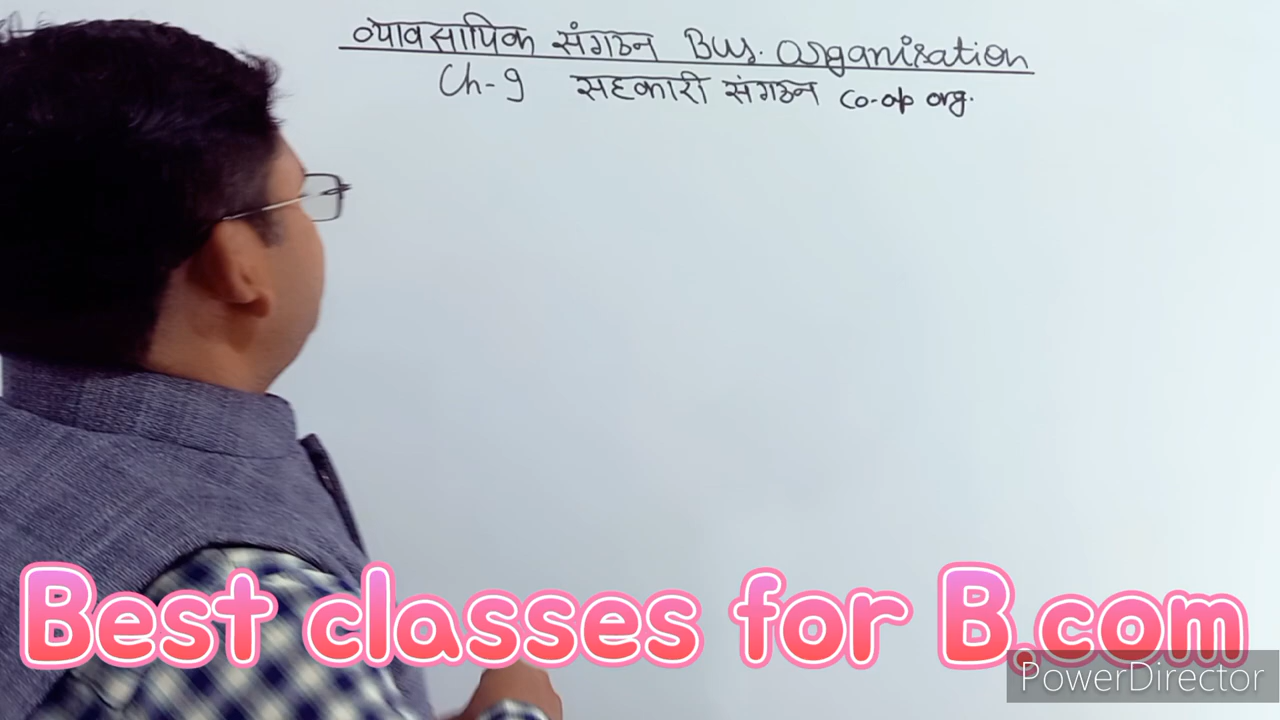 व्यावसायिक संगठन Bus. Organisation
Ch-9 सहकारी संगठन Co-op org.
Best classes for B.com
PowerDirector